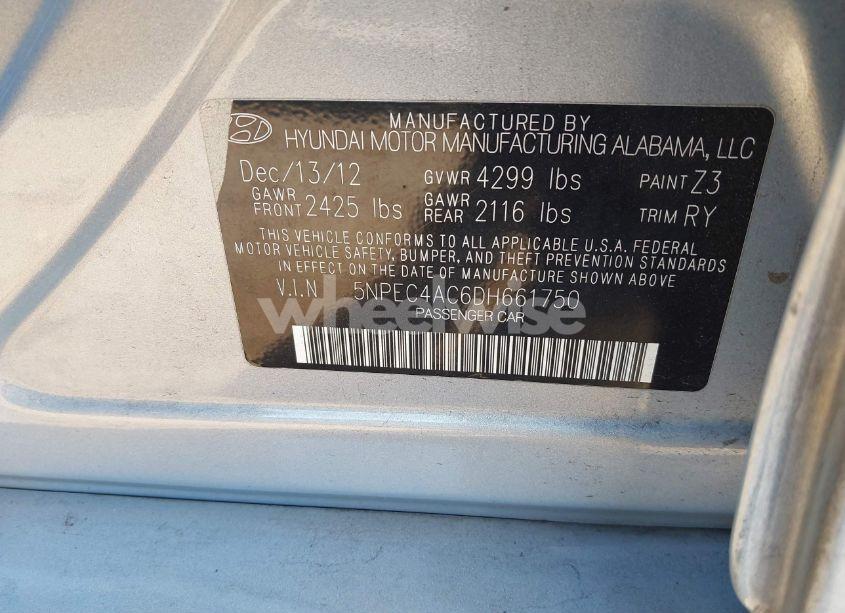 MANUFACTURED BY
HYUNDAI MOTOR MANUFACTURING ALABAMA, LLC
Dec/13/12 GVWR 4299 lbs PAINT Z3
GAWR FRONT 2425 lbs GAWR REAR 2116 lbs TRIM RY
THIS VEHICLE CONFORMS TO ALL APPLICABLE U.S.A. FEDERAL
MOTOR VEHICLE SAFETY, BUMPER, AND THEFT PREVENTION STANDARDS
IN EFFECT ON THE DATE OF MANUFACTURE SHOWN ABOVE
V.I.N 5NPEC4AC6DH661750
wheelwise
PASSENGER CAR